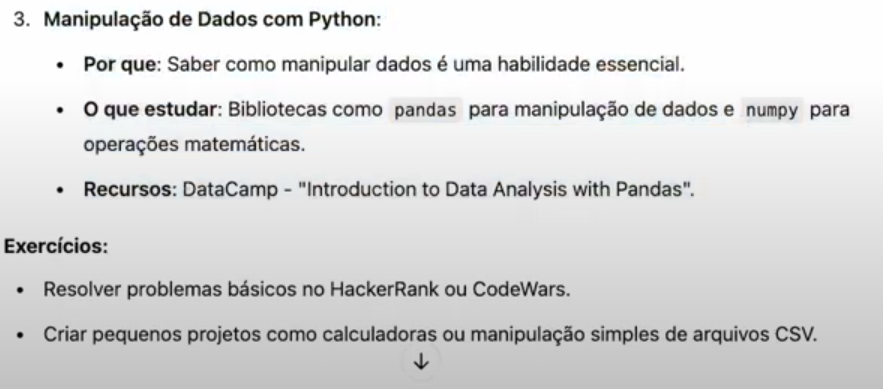 3. Manipulação de Dados com Python:
• Por que: Saber como manipular dados é uma habilidade essencial.
• O que estudar: Bibliotecas como pandas para manipulação de dados e numpy para
operações matemáticas.
• Recursos: DataCamp - "Introduction to Data Analysis with Pandas".
Exercícios:
• Resolver problemas básicos no HackerRank ou CodeWars.
• Criar pequenos projetos como calculadoras ou manipulação simples de arquivos CSV.